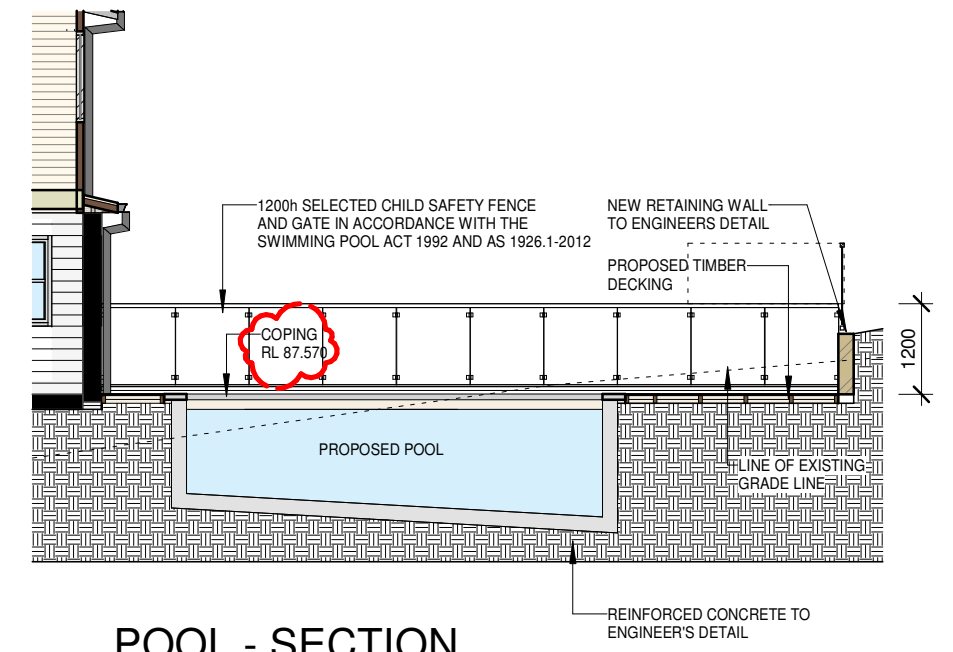 1200h SELECTED CHILD SAFETY FENCE
AND GATE IN ACCORDANCE WITH THE
SWIMMING POOL ACT 1992 AND AS 1926.1-2012
NEW RETAINING WALL
TO ENGINEERS DETAIL
PROPOSED TIMBER
DECKING
COPING
RL 87.570
1200
PROPOSED POOL
LINE OF EXISTING
GRADE LINE
REINFORCED CONCRETE TO
ENGINEER'S DETAIL
POOL - SECTION